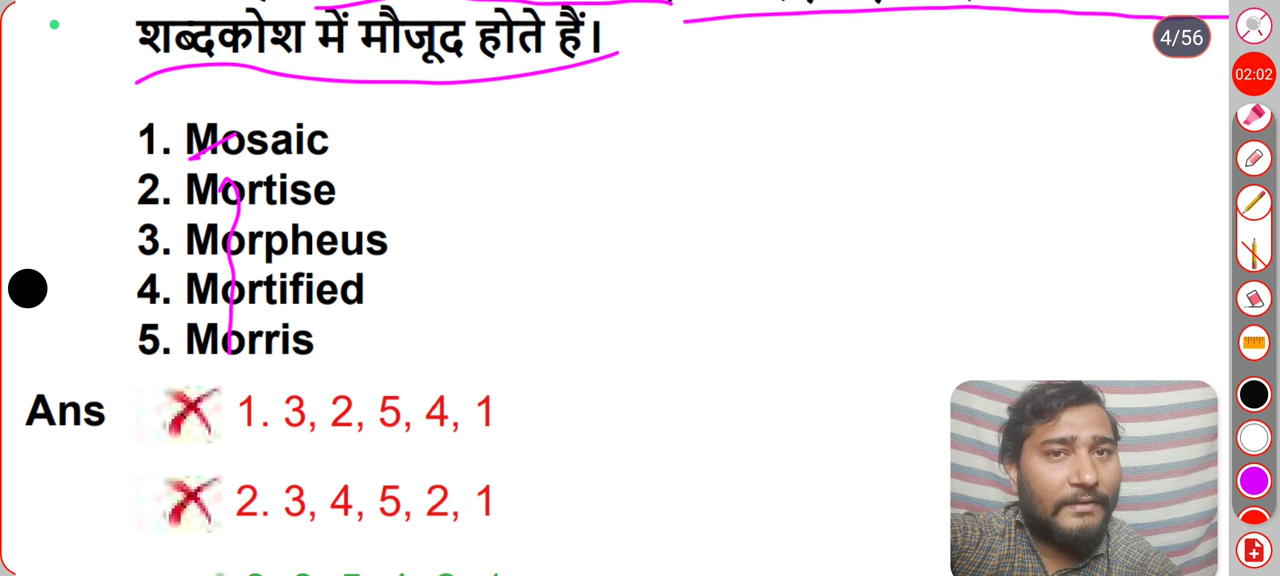 शब्दकोश में मौजूद होते हैं।
4/56
02:02
1. Mosaic
2. Mortise
3. Morpheus
4. Mortified
5. Morris
Ans 1. 3, 2, 5, 4, 1
2. 3, 4, 5, 2, 1